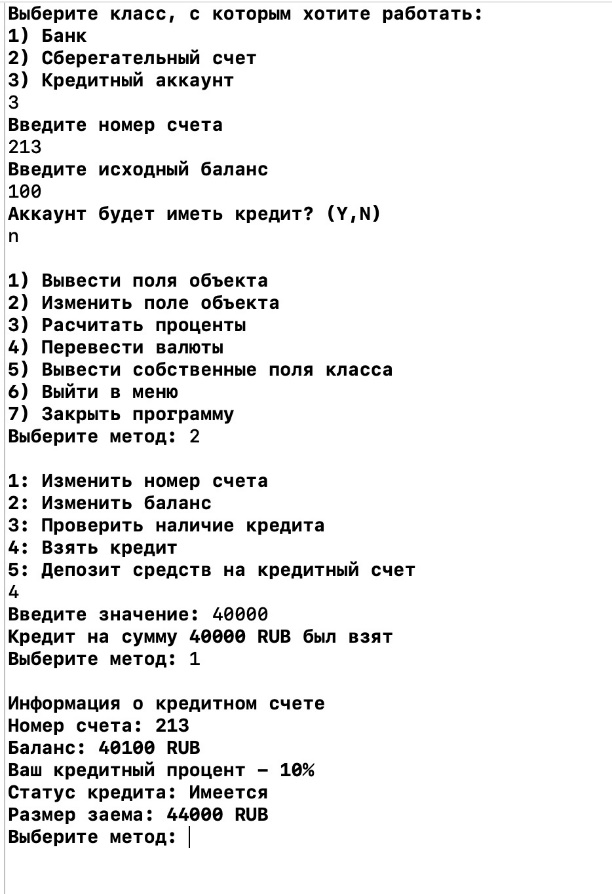 Выберите класс, с которым хотите работать:
1) Банк
2) Сберегательный счет
3) Кредитный аккаунт
3
Введите номер счета
213
Введите исходный баланс
100
Аккаунт будет иметь кредит? (Y,N)
n
1) Вывести поля объекта
2) Изменить поле объекта
3) Расчитать проценты
4) Перевести валюты
5) Вывести собственные поля класса
6) Выйти в меню
7) Закрыть программу
Выберите метод: 2
1: Изменить номер счета
2: Изменить баланс
3: Проверить наличие кредита
4: Взять кредит
5: Депозит средств на кредитный счет
4
Введите значение: 40000
Кредит на сумму 40000 RUB был взят
Выберите метод: 1
Информация о кредитном счете
Номер счета: 213
Баланс: 40100 RUB
Ваш кредитный процент – 10%
Статус кредита: Имеется
Размер заема: 44000 RUB
Выберите метод: